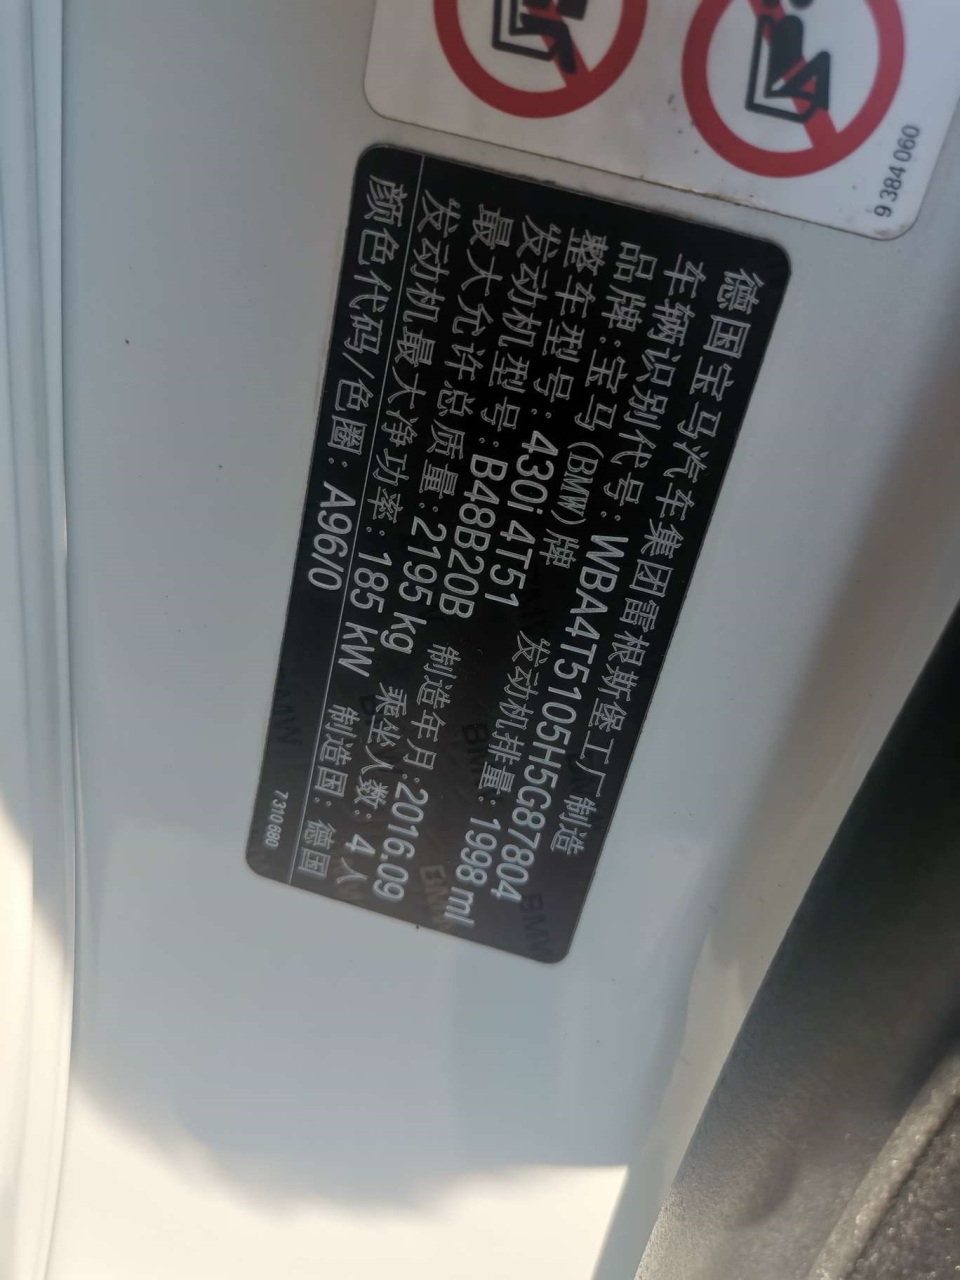 9 384 060
德国宝马汽车集团雷根斯堡工厂制造
车辆识别代号：WBA4T5105H5G87804
品牌：宝马(BMW)牌
整车型号：430i 4T51 发动机排量：1998 ml
发动机型号：B48B20B 制造年月：2016.09
最大允许总质量：2195 kg 乘坐人数：4 人
发动机最大净功率：185 kW 制造国：德国
颜色代码/色圈：A96/0
7 310 680
BMW
BMW
BMW
BMW